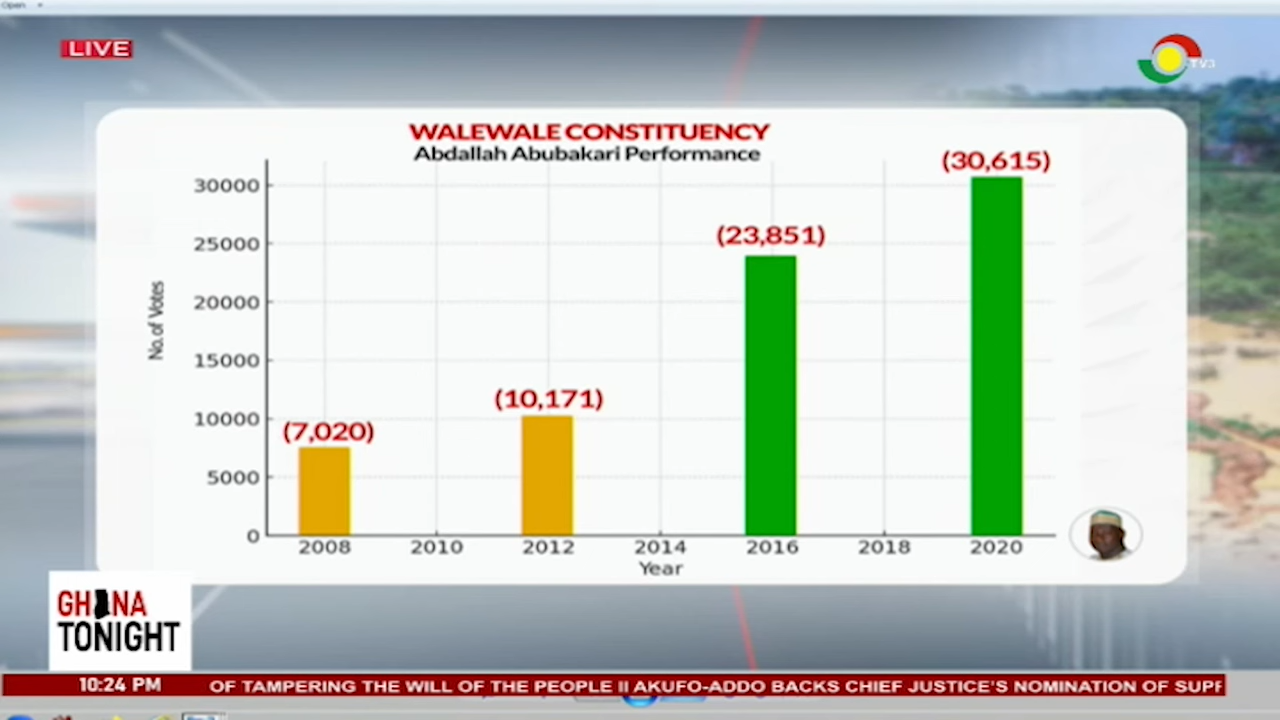 Open
LIVE
TV3
WALEWALE CONSTITUENCY
Abdallah Abubakari Performance
(30,615)
30000
(23,851)
25000
20000
No.of Votes
15000
(10,171)
10000
(7,020)
5000
0
2008 2010 2012 2014 2016 2018 2020
Year
GHANA
TONIGHT
10:24 PM OF TAMPERING THE WILL OF THE PEOPLE II AKUFO-ADDO BACKS CHIEF JUSTICE'S NOMINATION OF